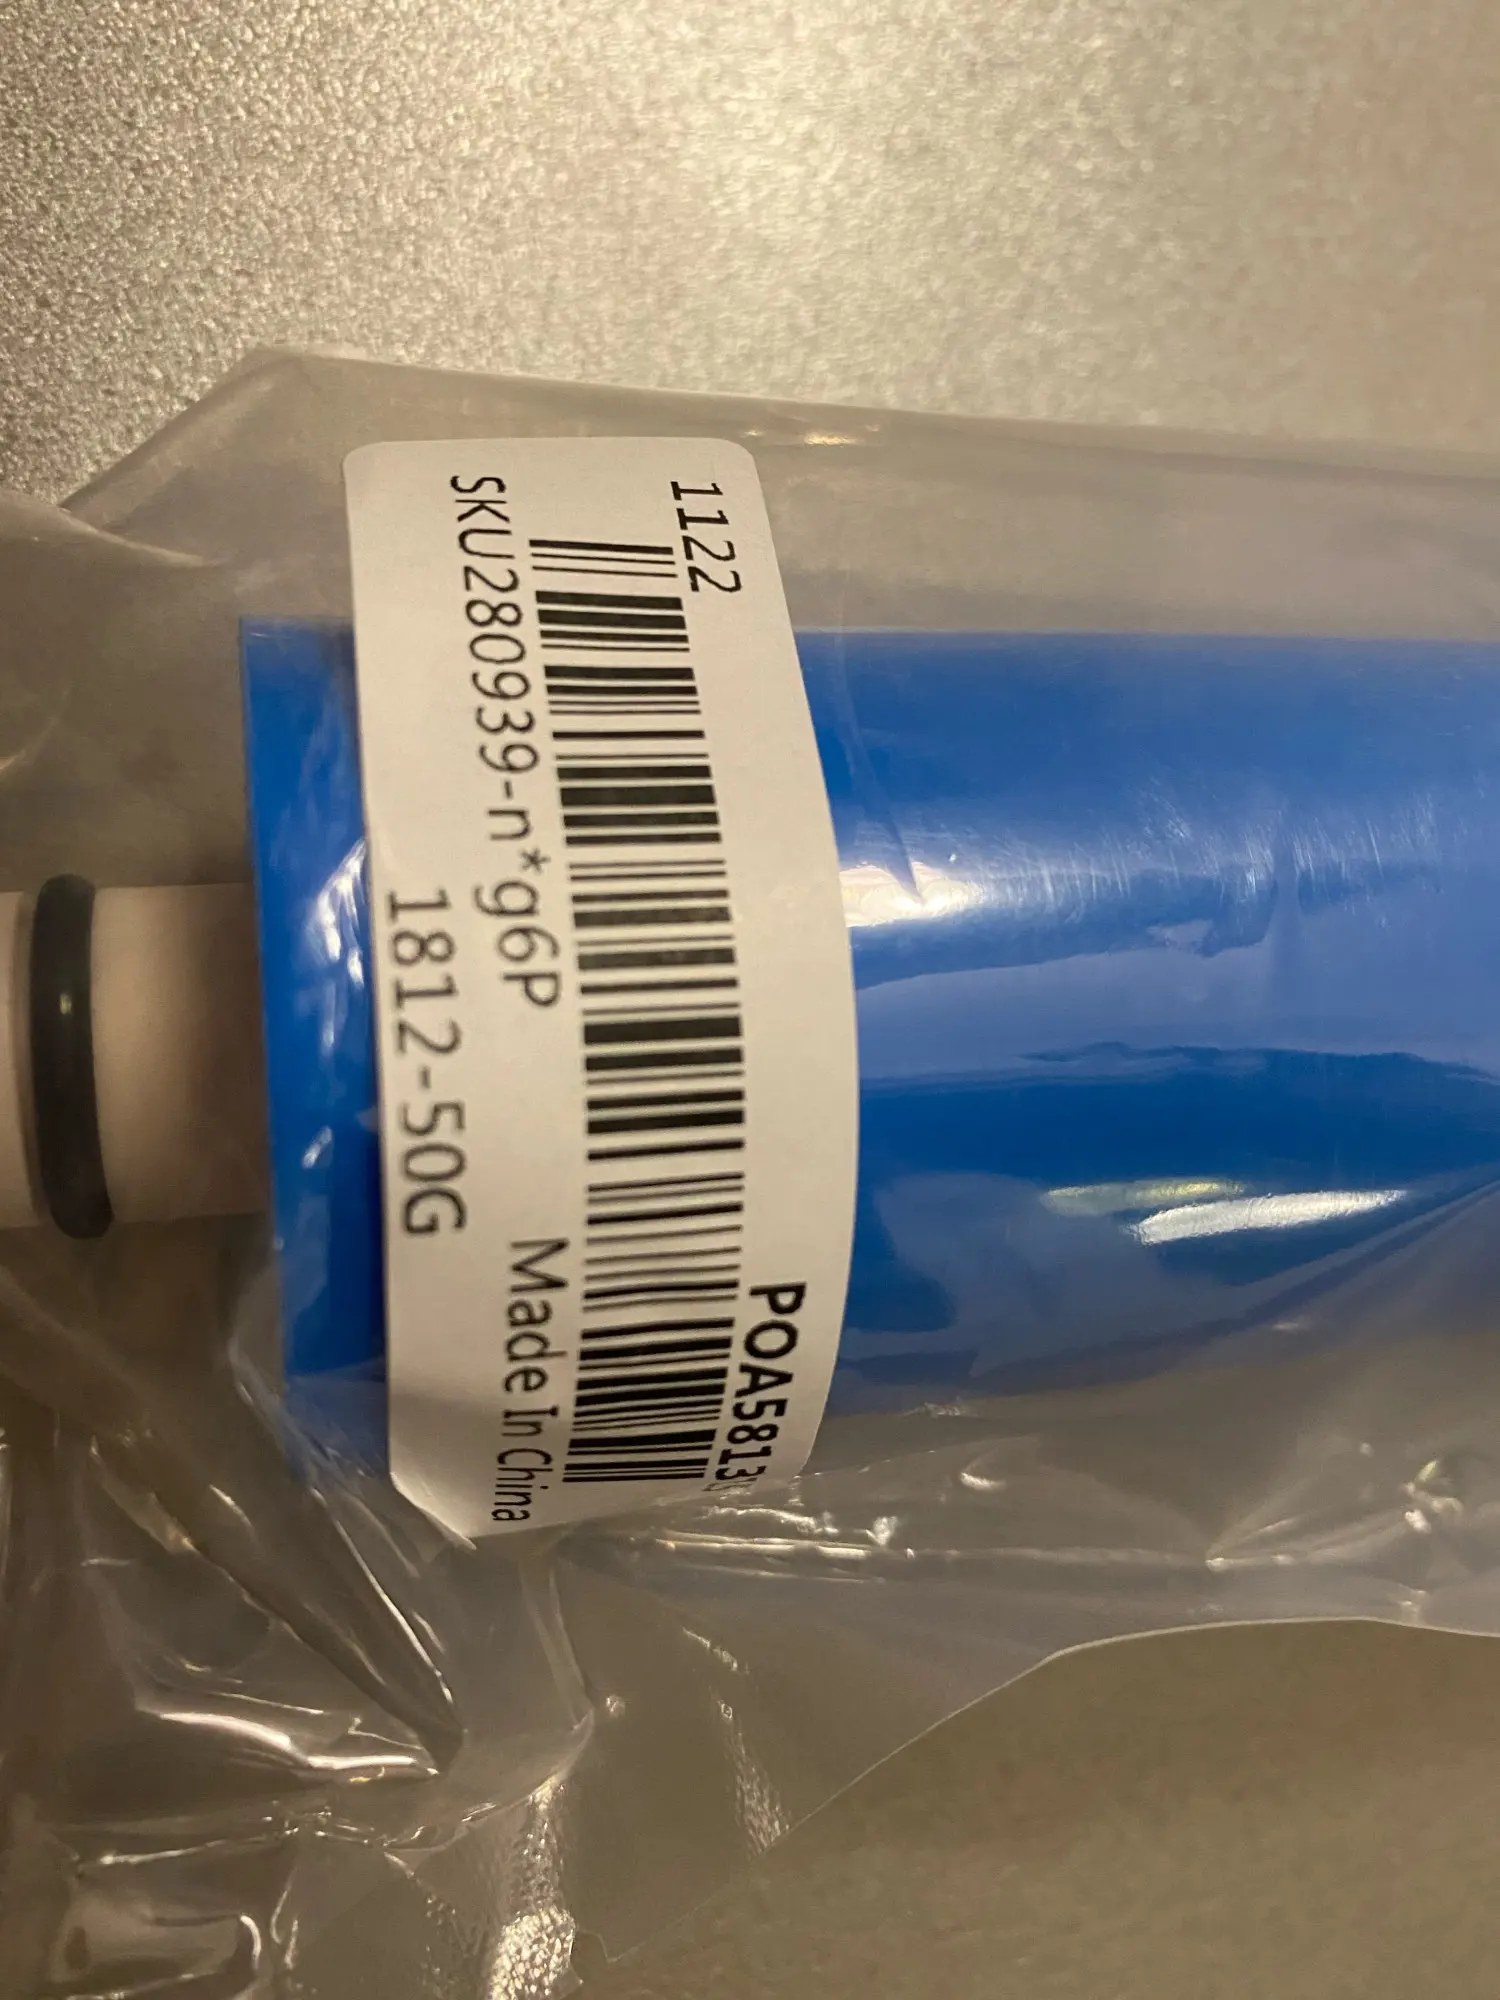 1122
POA5813
SKU280939-n*g6P
Made In China
1812-50G